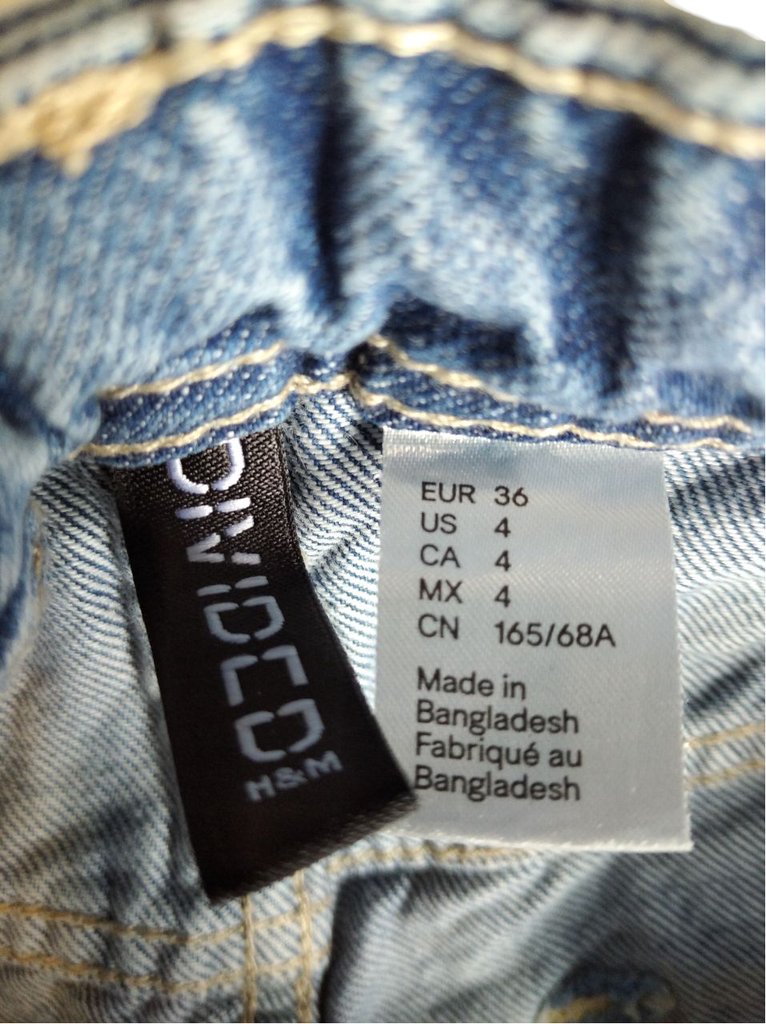 DIVIDED
H&M
EUR 36
US 4
CA 4
MX 4
CN 165/68A
Made in
Bangladesh
Fabriqué au
Bangladesh